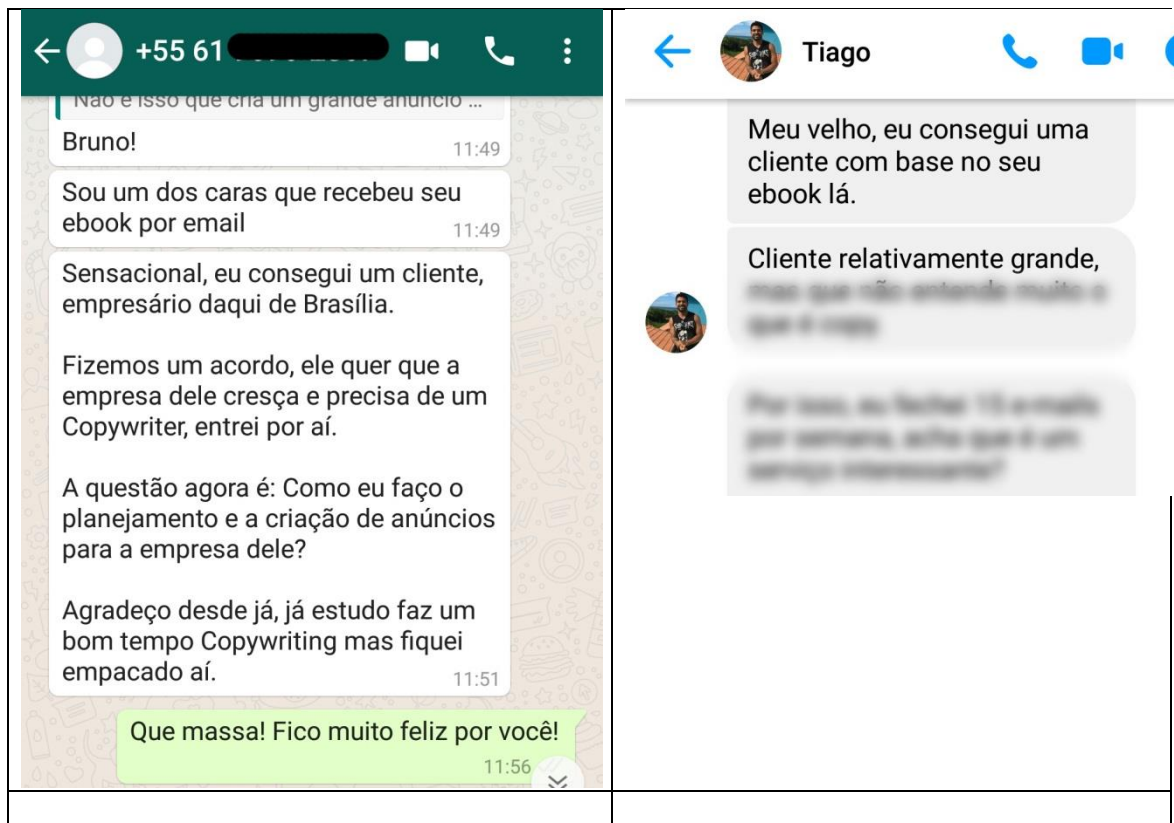 +55 61
Não é isso que cria um grande anúncio ...
Bruno!
11:49
Sou um dos caras que recebeu seu
ebook por email
11:49
Sensacional, eu consegui um cliente,
empresário daqui de Brasília.
Fizemos um acordo, ele quer que a
empresa dele cresça e precisa de um
Copywriter, entrei por aí.
A questão agora é: Como eu faço o
planejamento e a criação de anúncios
para a empresa dele?
Agradeço desde já, já estudo faz um
bom tempo Copywriting mas fiquei
empacado aí.
11:51
Que massa! Fico muito feliz por você!
11:56
Tiago
Meu velho, eu consegui uma
cliente com base no seu
ebook lá.
Cliente relativamente grande,